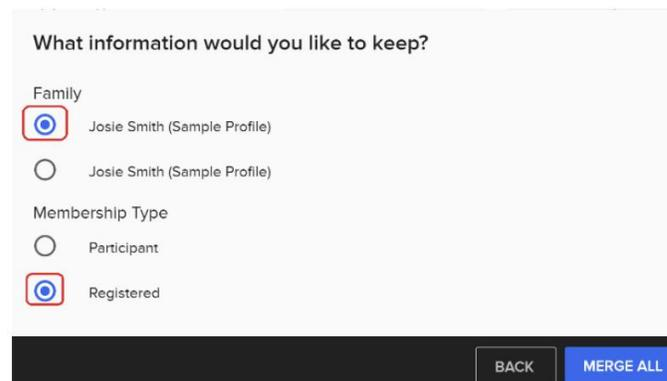 What information would you like to keep?
Family
Josie Smith (Sample Profile)
Josie Smith (Sample Profile)
Membership Type
Participant
Registered
BACK MERGE ALL